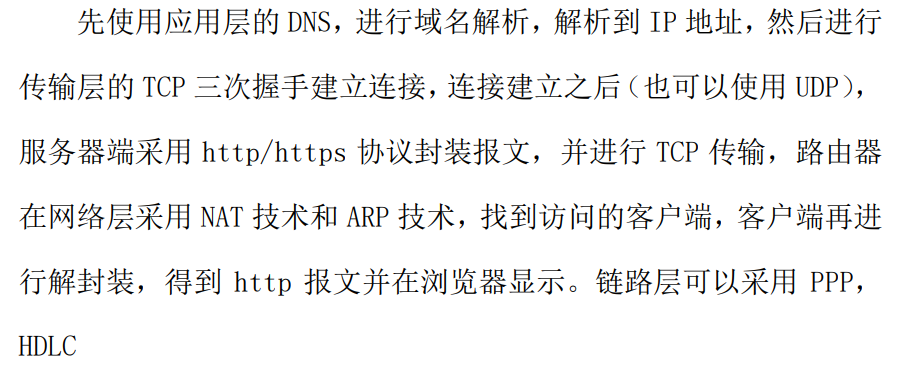 先使用应用层的 DNS，进行域名解析，解析到 IP 地址，然后进行
传输层的 TCP 三次握手建立连接，连接建立之后（也可以使用 UDP），
服务器端采用 http/https 协议封装报文，并进行 TCP 传输，路由器
在网络层采用 NAT 技术和 ARP 技术，找到访问的客户端，客户端再进
行解封装，得到 http 报文并在浏览器显示。链路层可以采用 PPP，
HDLC